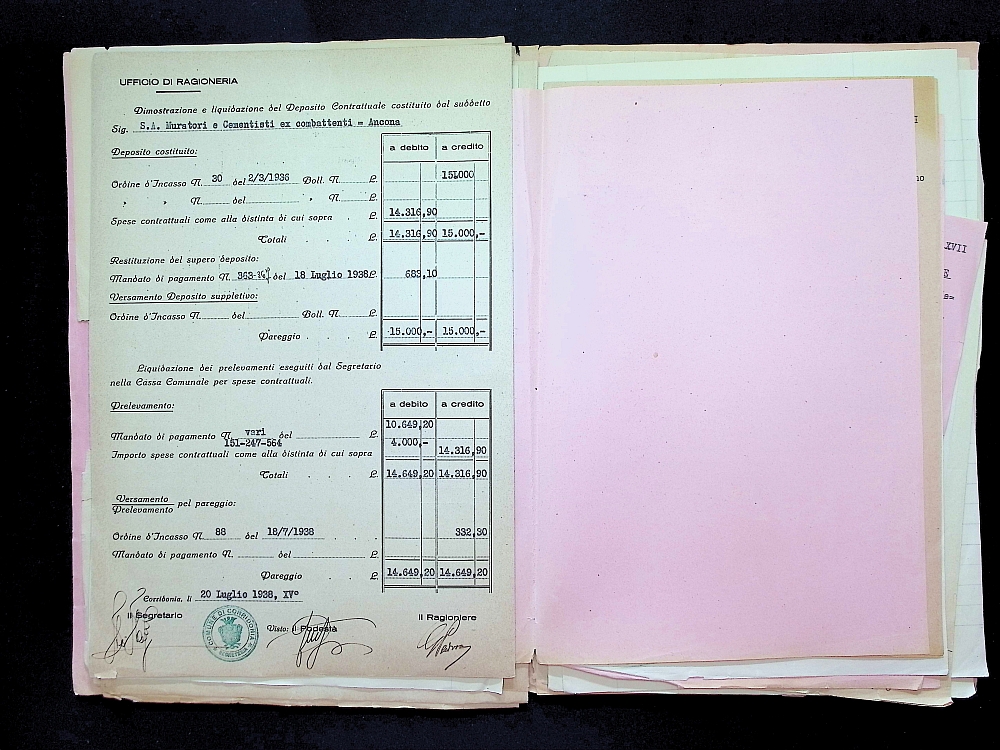 UFFICIO DI RAGIONERIA
Dimostrazione e liquidazione del Deposito Contrattuale costituito dal suddetto
Sig. S.A. Muratori e Cementisti ex combattenti = Ancona
a debito a credito
Deposito costituito:
Ordine d'Incasso N. 30 del 2/3/1936 Boll. N. L. 15.000
" " N. del " N. L.
Spese contrattuali come alla distinta di cui sopra . L. 14.316,90
Totali . . . L. 14.316,90 15.000,-
Restituzione del supero deposito:
Mandato di pagamento N. del 18 Luglio 1938 L. 683,10
Versamento Deposito suppletivo:
Ordine d'Incasso N. del Boll. N. L.
Pareggio . . . L. 15.000,- 15.000,-
Liquidazione dei prelevamenti eseguiti dal Segretario
nella Cassa Comunale per spese contrattuali.
a debito a credito
Prelevamento:
10.649,20
Mandato di pagamento N. vari del L.
151-247-564 4.000,-
Importo spese contrattuali come alla distinta di cui sopra 14.316,90
Totali . . . L. 14.649,20 14.316,90
Versamento
Prelevamento pel pareggio:
Ordine d'Incasso N. 88 del 18/7/1938 . . 332,30
Mandato di pagamento N. del L.
Pareggio . . . L. 14.649,20 14.649,20
Corridonia, li 20 Luglio 1938, XV°
Il Segretario
Visto: Il Podestà
Il Ragioniere
COMUNE DI CORRIDONIA
SEGRETERIA
XVII